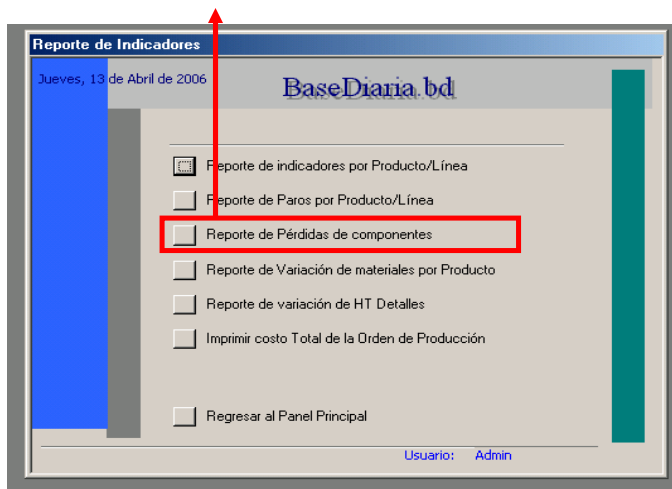 Reporte de Indicadores
Jueves, 13 de Abril de 2006
BaseDiaria.bd
Reporte de indicadores por Producto/Línea
Reporte de Paros por Producto/Línea
Reporte de Pérdidas de componentes
Reporte de Variación de materiales por Producto
Reporte de variación de HT Detalles
Imprimir costo Total de la Orden de Producción
Regresar al Panel Principal
Usuario: Admin